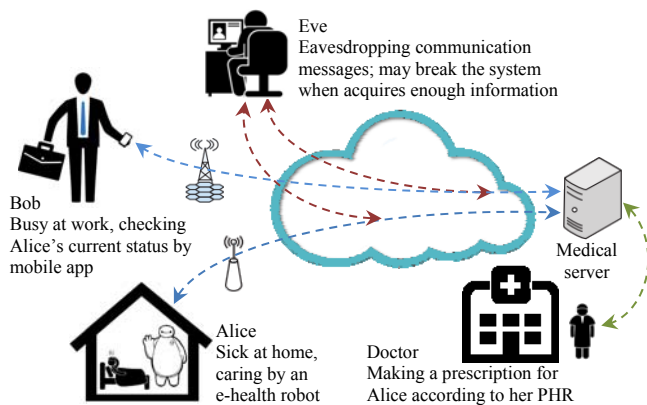 Eve
Eavesdropping communication
messages; may break the system
when acquires enough information
Bob
Busy at work, checking
Alice's current status by
mobile app
Medical
server
Alice
Sick at home,
caring by an
e-health robot
Doctor
Making a prescription for
Alice according to her PHR